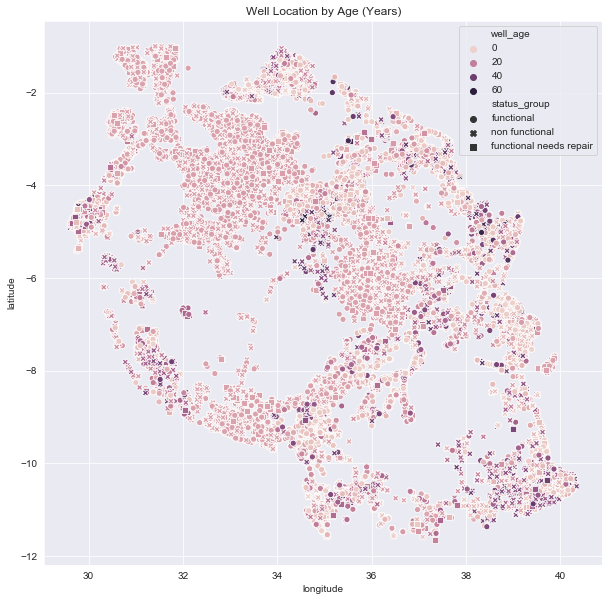 Well Location by Age (Years)
well_age
0
20
40
60
status_group
functional
non functional
functional needs repair
−2
−4
−6
−8
−10
−12
latitude
30
32
34
36
38
40
longitude